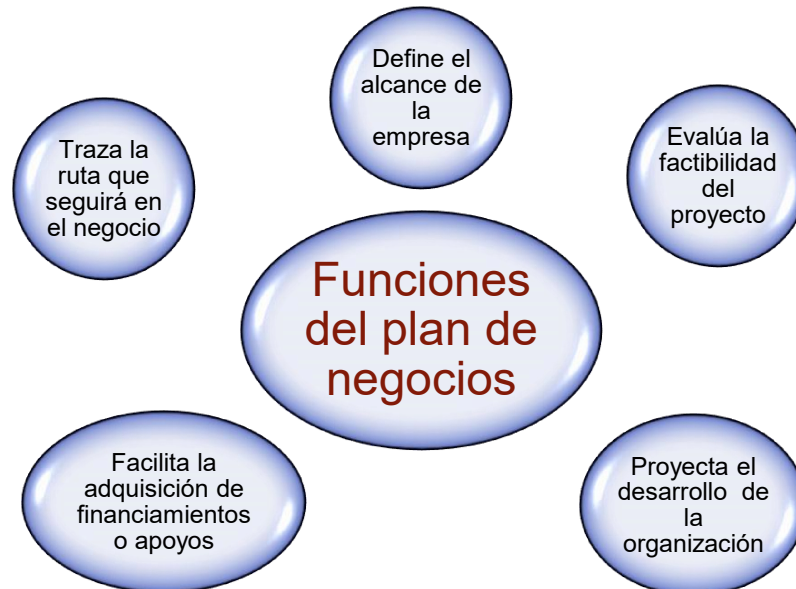 Define el
alcance de
la
empresa
Traza la
ruta que
seguirá en
el negocio
Evalúa la
factibilidad
del
proyecto
Funciones
del plan de
negocios
Facilita la
adquisición de
financiamientos
o apoyos
Proyecta el
desarrollo de
la
organización